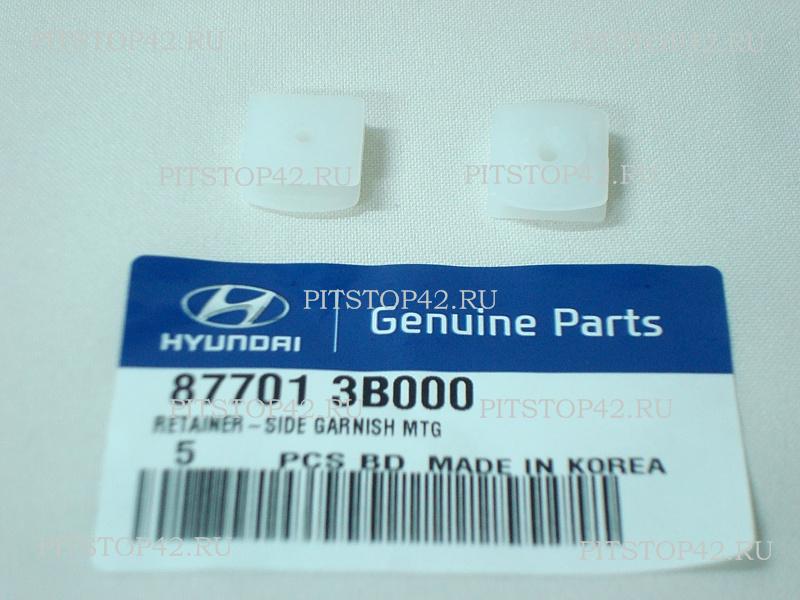 PITSTOP42.RU PITSTOP42.RU
PITSTOP42.RU PITSTOP42.RU
HYUNDAI Genuine Parts
PITSTOP42.RU
87701 3B000
PITSTOP42.RU PITSTOP42.RU
RETAINER - SIDE GARNISH MTG
5 PCS BD MADE IN KOREA
PITSTOP42.RU PITSTOP42.RU